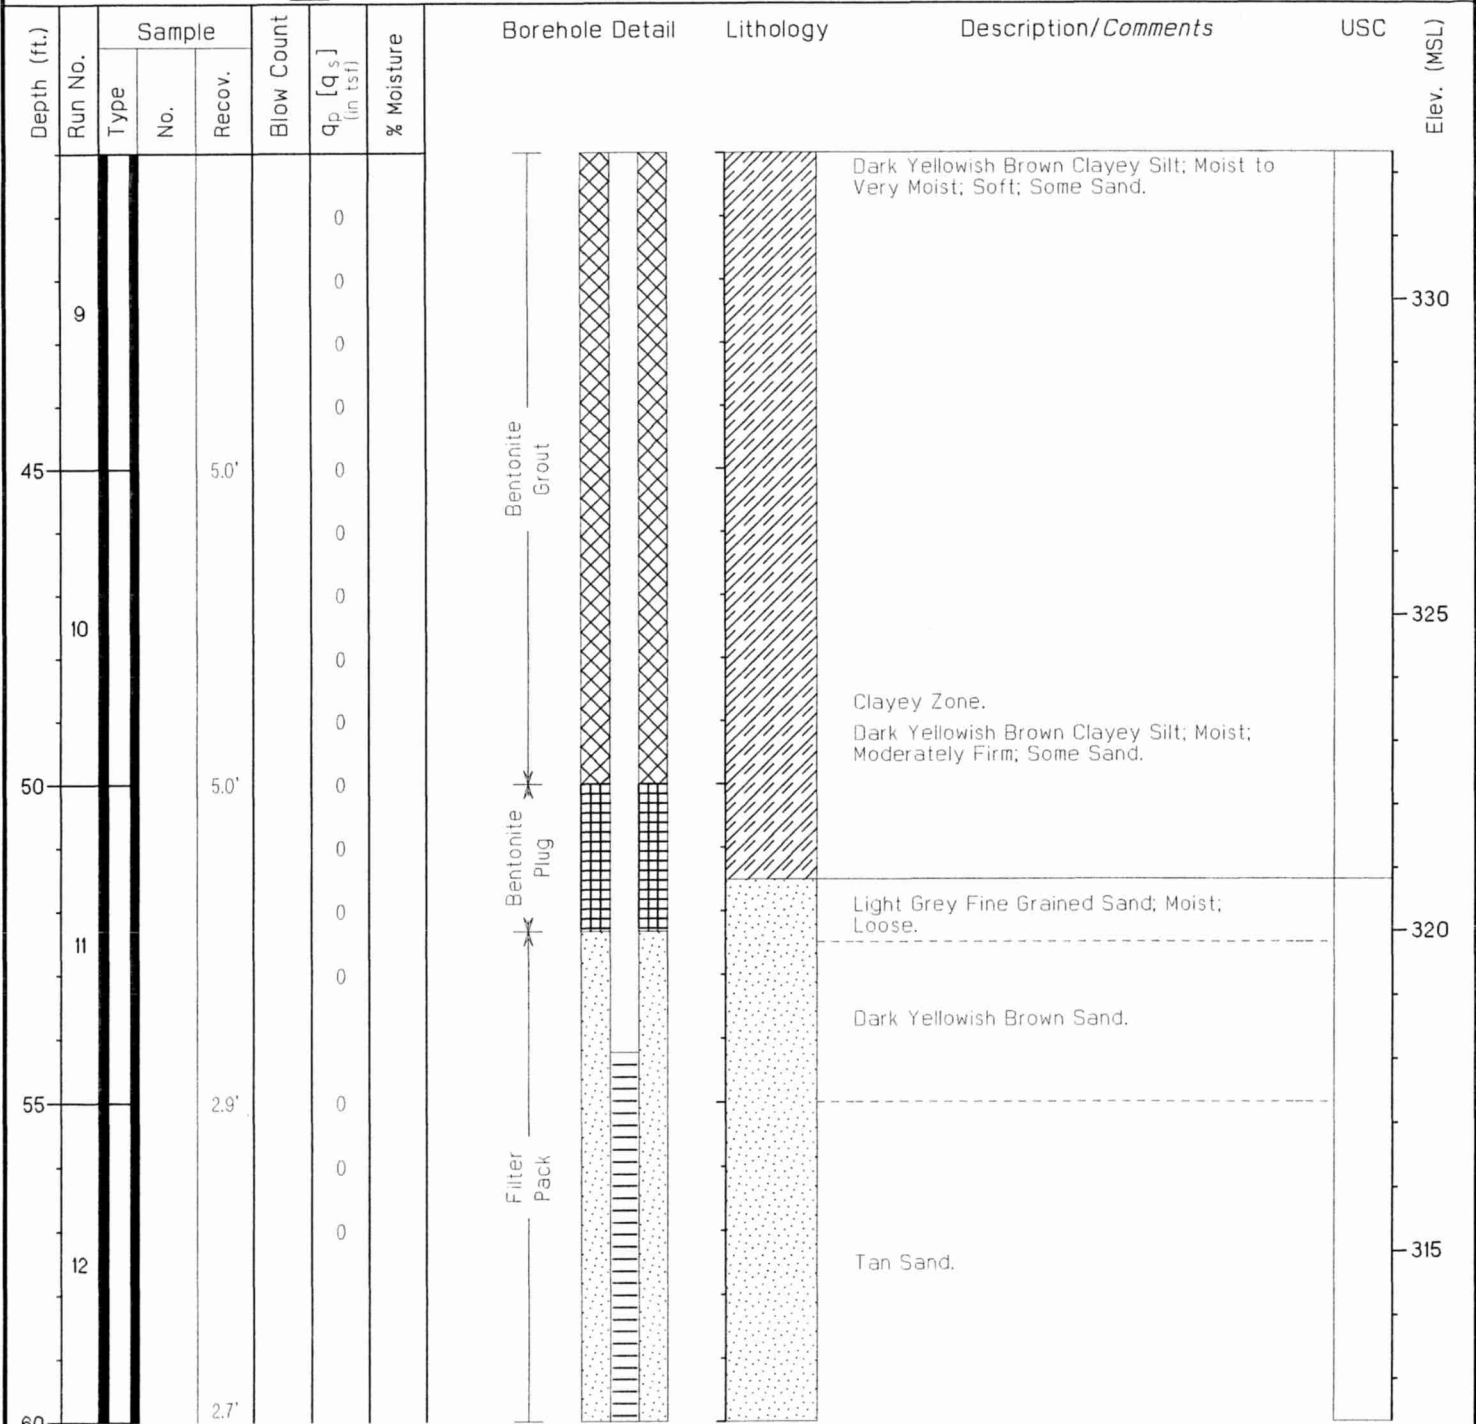 Depth (ft.)
Run No.
Sample
Type
No.
Recov.
Blow Count
qp [qs]
(in tsf)
% Moisture
Borehole Detail
Lithology
Description/Comments
USC
Elev. (MSL)
Dark Yellowish Brown Clayey Silt; Moist to
Very Moist; Soft; Some Sand.
0
0
330
9
0
0
Bentonite
Grout
45
5.0'
0
0
0
325
10
0
Clayey Zone.
0
Dark Yellowish Brown Clayey Silt; Moist;
Moderately Firm; Some Sand.
50
5.0'
0
Bentonite
Plug
0
Light Grey Fine Grained Sand; Moist;
Loose.
0
320
11
0
Dark Yellowish Brown Sand.
55
2.9'
0
Filter
Pack
0
0
315
12
Tan Sand.
2.7'
60